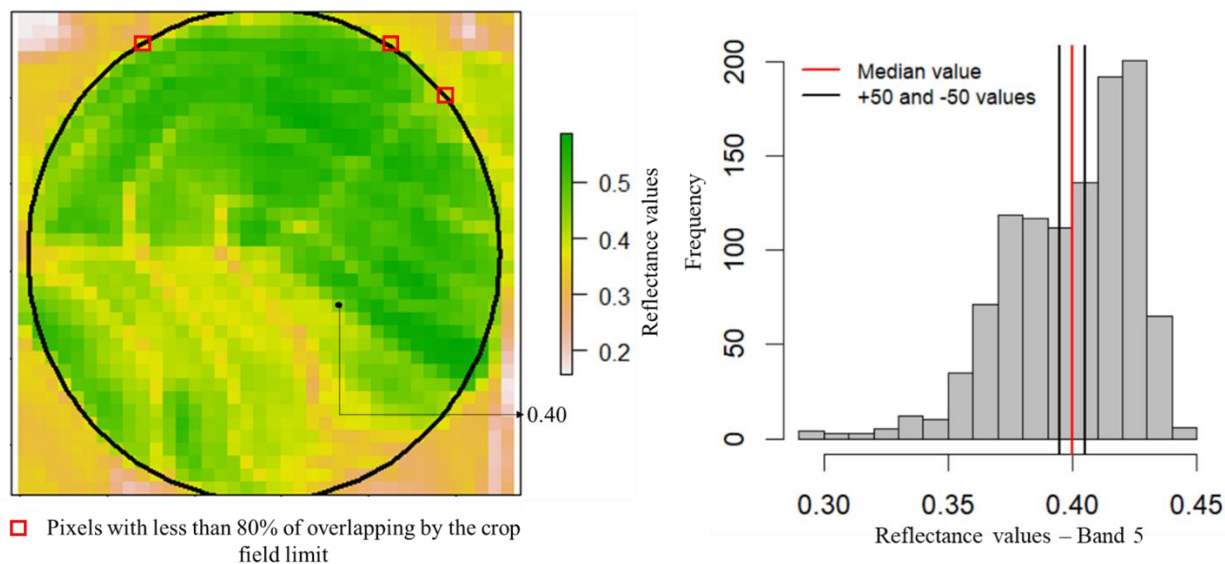 0.5
0.4
0.3
0.2
Reflectance values
0.40
Pixels with less than 80% of overlapping by the crop
field limit
Median value
+50 and -50 values
200
150
100
50
0
Frequency
0.30 0.35 0.40 0.45
Reflectance values – Band 5